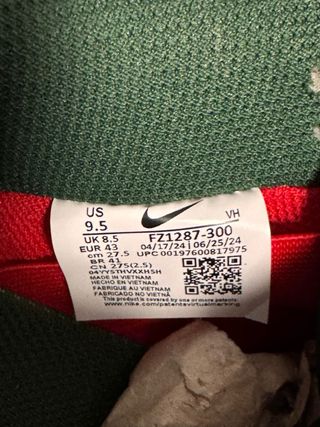 US
9.5
VH
UK 8.5
FZ1287-300
EUR 43
04/17/24 | 06/25/24
cm 27.5
UPC 00197600817975
BR 41
CN 275(2.5)
04YYSTHVXXHSH
MADE IN VIETNAM
HECHO EN VIETNAM
FABRIQUE AU VIETNAM
FABRICADO NO VIETNÃ
This product is covered by one or more patents:
www.nike.com/patentsvirtualmarking